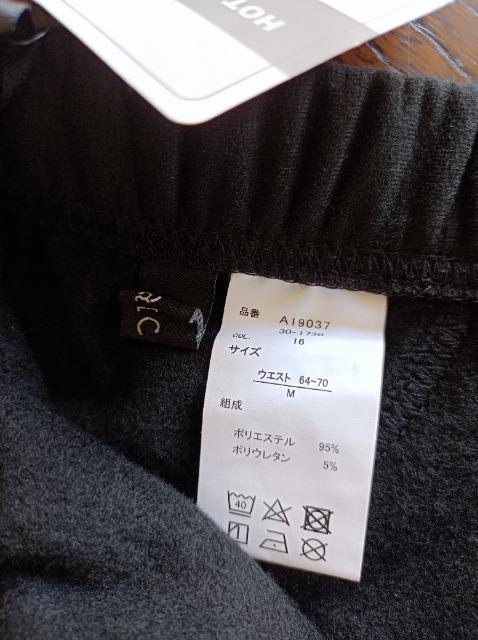 HOT
品番 A19037
30-1720
COL. 16
サイズ
ウエスト 64~70
M
組成
ポリエステル 95%
ポリウレタン 5%
40